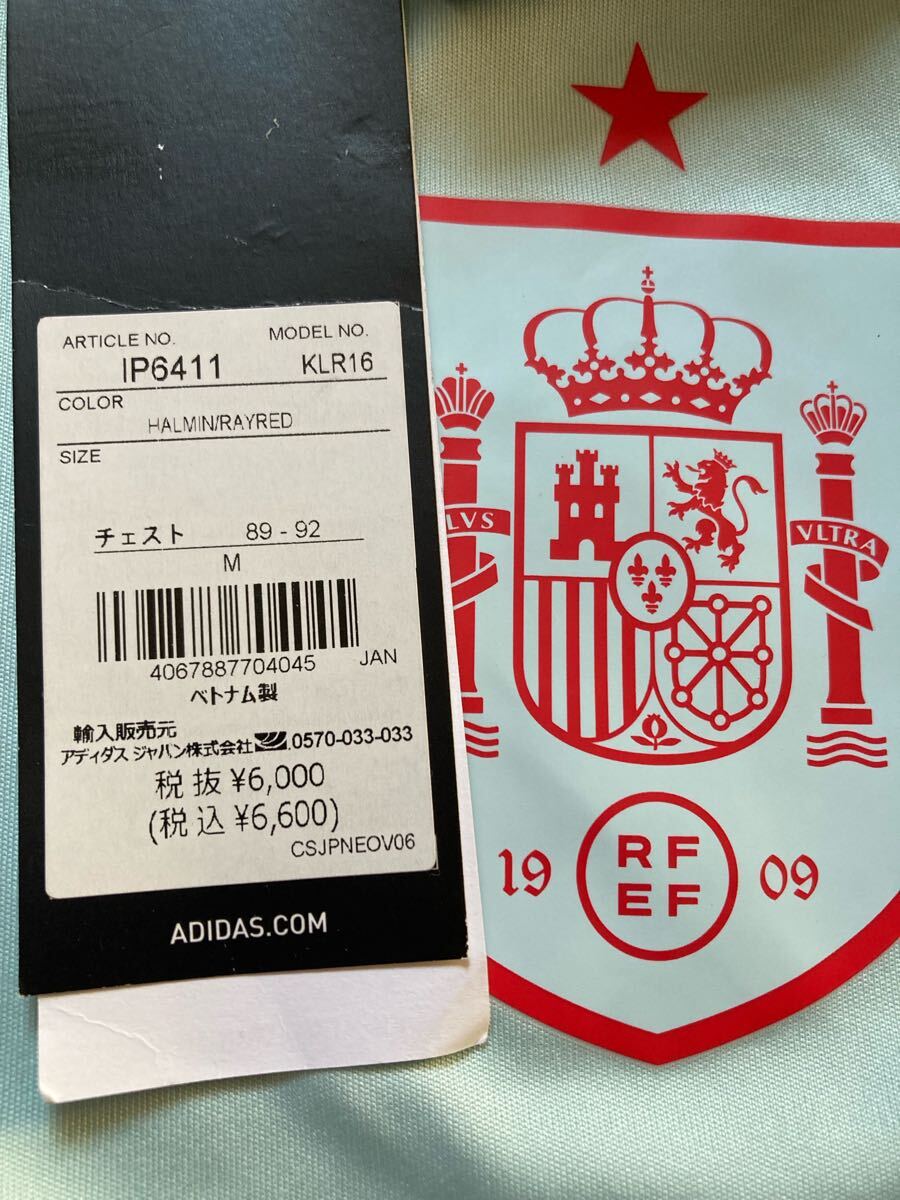 ARTICLE NO. MODEL NO.
IP6411 KLR16
COLOR
HALMIN/RAYRED
SIZE
チェスト 89 - 92
M
4067887704045 JAN
ベトナム製
輸入販売元
アディダス ジャパン株式会社 0570-033-033
税抜 ¥6,000
(税込 ¥6,600)
CSJPNEOV06
ADIDAS.COM
LVS
VLTRA
19 RF 09
EF